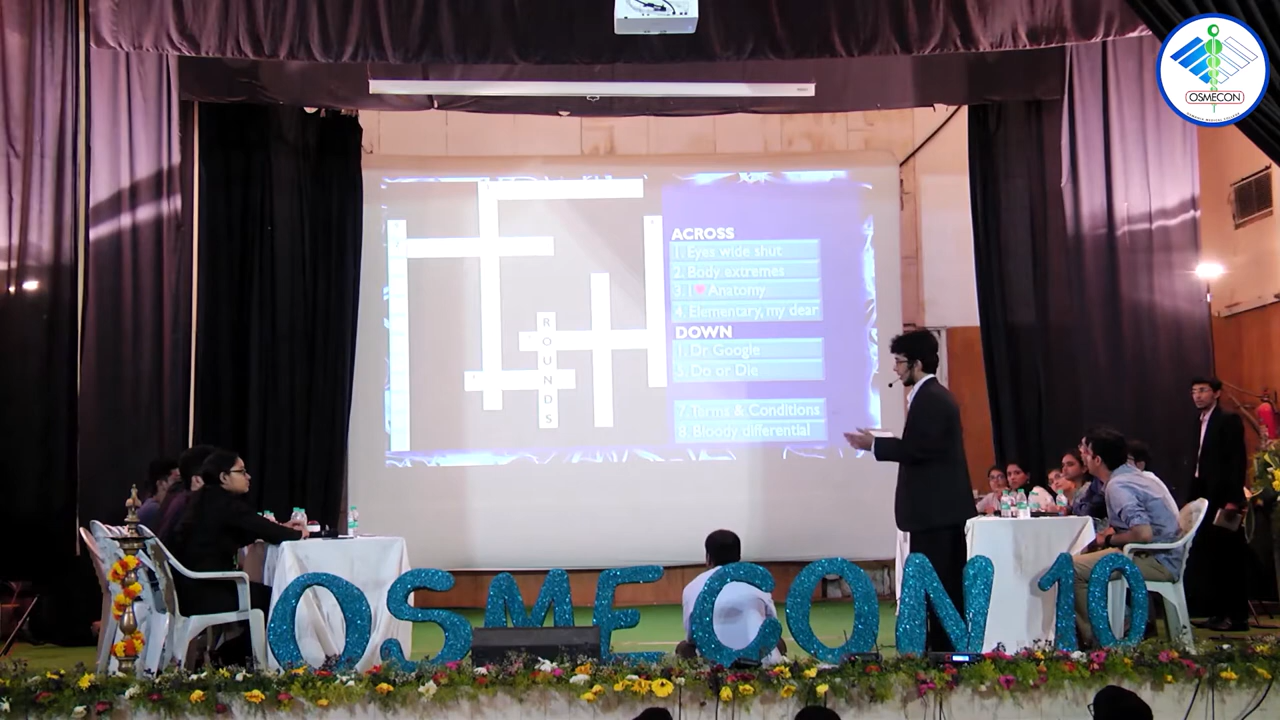 OSMECON
ACROSS
1. Eyes wide shut
2. Body extremes
3. I ❤ Anatomy
4. Elementary, my dear
DOWN
1. Dr Google
5. Do or Die
7. Terms & Conditions
8. Bloody differential
ROUNDS
OSMECON 10